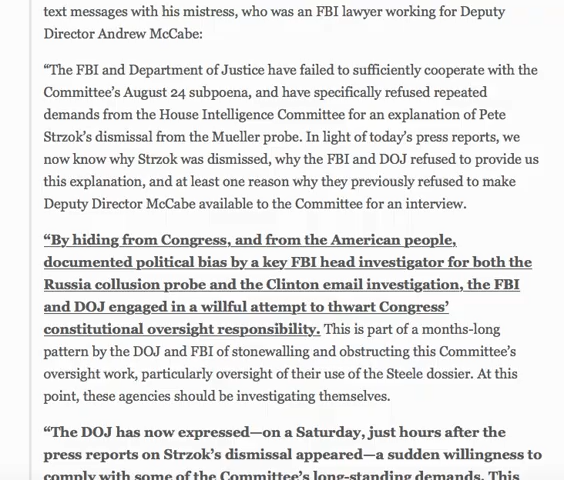 text messages with his mistress, who was an FBI lawyer working for Deputy
Director Andrew McCabe:
“The FBI and Department of Justice have failed to sufficiently cooperate with the
Committee’s August 24 subpoena, and have specifically refused repeated
demands from the House Intelligence Committee for an explanation of Pete
Strzok’s dismissal from the Mueller probe. In light of today’s press reports, we
now know why Strzok was dismissed, why the FBI and DOJ refused to provide us
this explanation, and at least one reason why they previously refused to make
Deputy Director McCabe available to the Committee for an interview.
“By hiding from Congress, and from the American people,
documented political bias by a key FBI head investigator for both the
Russia collusion probe and the Clinton email investigation, the FBI
and DOJ engaged in a willful attempt to thwart Congress’
constitutional oversight responsibility. This is part of a months-long
pattern by the DOJ and FBI of stonewalling and obstructing this Committee’s
oversight work, particularly oversight of their use of the Steele dossier. At this
point, these agencies should be investigating themselves.
“The DOJ has now expressed—on a Saturday, just hours after the
press reports on Strzok’s dismissal appeared—a sudden willingness to
comply with some of the Committee’s long-standing demands. This